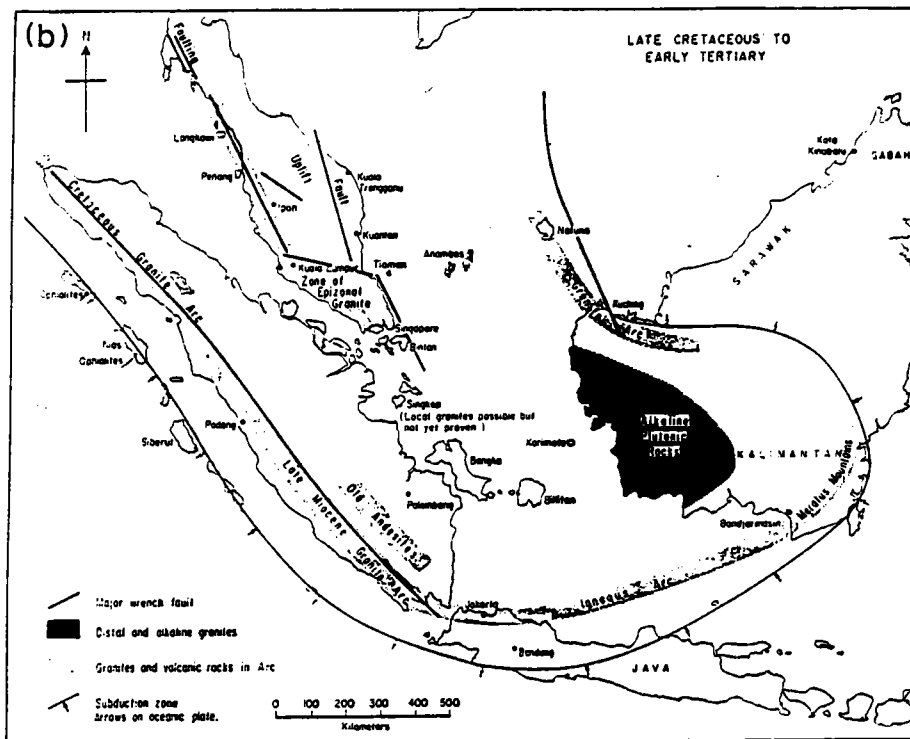 (b)
N
LATE CRETACEOUS TO
EARLY TERTIARY
Faulting
Langkawi
Penang
Ipoh
Uplift
Fault
Kuala
Trengganu
Kuantan
Kuala Lumpur
Tioman
Zone of
Epizonal
Granite
Anambas
Singapore
Bintan
Singkep
(Local granites possible but
not yet proven)
Natuna
Kuching
Arc
Kota
Kinabalu
SABAH
SARAWAK
Cretaceous Granite Arc
Ophiolites
Nias
Ophiolites
Siberut
Padang
Late Miocene Granite Arc
Old Andesites
Palembang
Bangka
Billiton
Karimata
Alkaline
Plutonic
Rocks
KALIMANTAN
Meratus Mountains
Bandjarmasin
Igneous Arc
Jakarta
Bandung
JAVA
Major wrench fault
Distal and alkaline granites
Granites and volcanic rocks in Arc
Subduction zone
Arrows on oceanic plate.
0 100 200 300 400 500
Kilometers